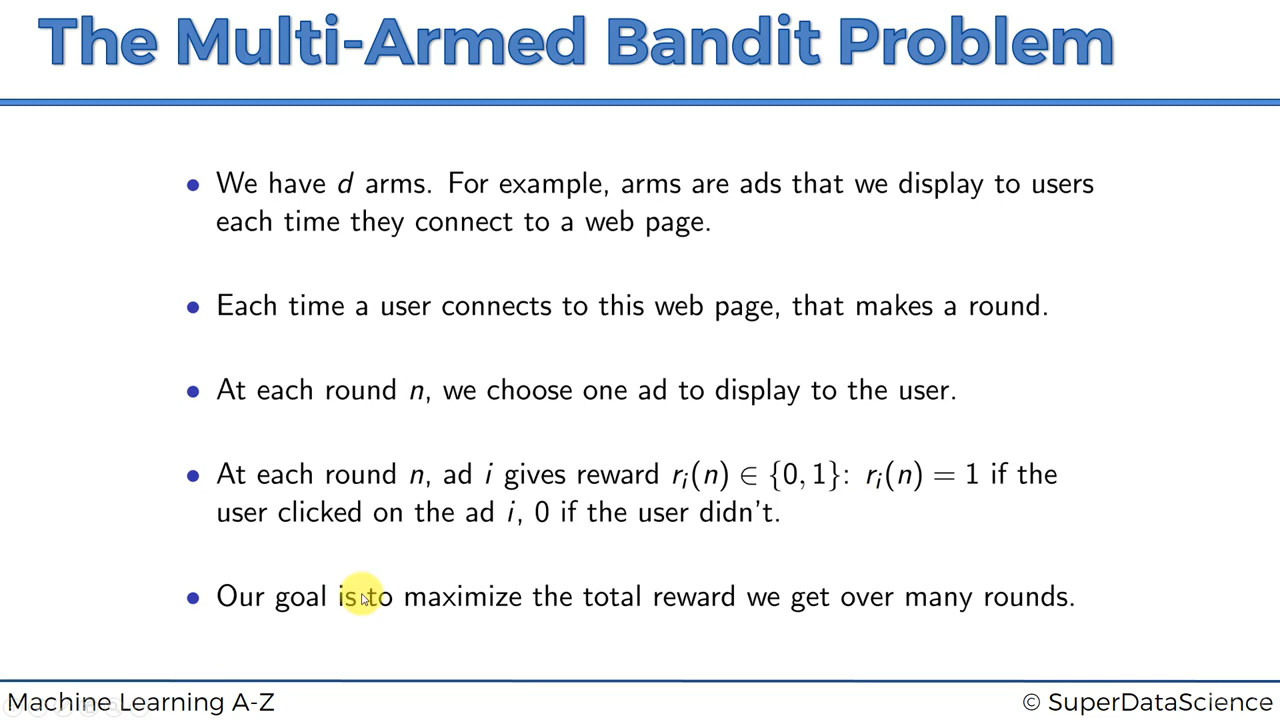 The Multi-Armed Bandit Problem
• We have d arms. For example, arms are ads that we display to users
each time they connect to a web page.
• Each time a user connects to this web page, that makes a round.
• At each round n, we choose one ad to display to the user.
• At each round n, ad i gives reward rᵢ(n) ∈ {0, 1}: rᵢ(n) = 1 if the
user clicked on the ad i, 0 if the user didn't.
• Our goal is to maximize the total reward we get over many rounds.
Machine Learning A-Z
© SuperDataScience